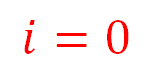 i = 0